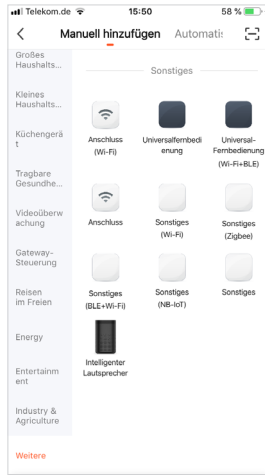 Telekom.de 15:50 58 %
Manuell hinzufügen Automatis
Großes
Haushalts...
Kleines
Haushalts...
Küchengerä
t
Tragbare
Gesundhe...
Videoüberw
achung
Gateway-
Steuerung
Reisen
im Freien
Energy
Entertainm
ent
Industry &
Agriculture
Weitere
Sonstiges
Anschluss
(Wi-Fi)
Universalfernbedi
enung
Universal-
Fernbedienung
(Wi-Fi+BLE)
Anschluss
Sonstiges
(Wi-Fi)
Sonstiges
(Zigbee)
Sonstiges
(BLE+Wi-Fi)
Sonstiges
(NB-IoT)
Sonstiges
Intelligenter
Lautsprecher